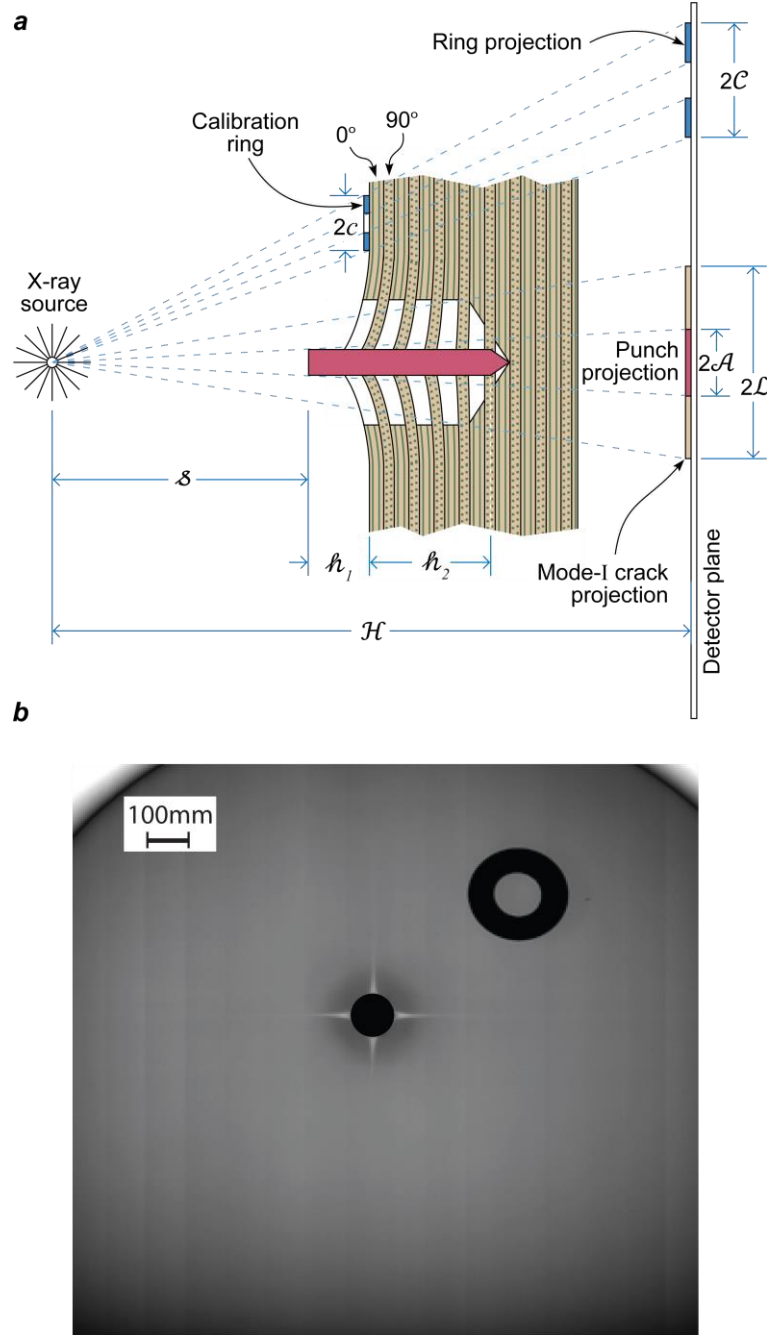 a
Ring projection
2𝒞
Calibration
ring
0°
90°
2c
X-ray
source
Punch
projection
2𝒜
2ℒ
𝓈
𝒽₁
𝒽₂
Mode-I crack
projection
ℋ
Detector plane
b
100mm